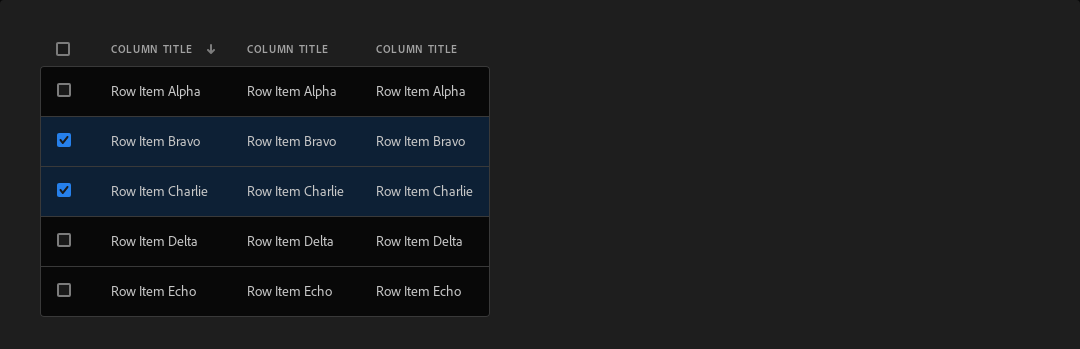 COLUMN TITLE COLUMN TITLE COLUMN TITLE
Row Item Alpha Row Item Alpha Row Item Alpha
Row Item Bravo Row Item Bravo Row Item Bravo
Row Item Charlie Row Item Charlie Row Item Charlie
Row Item Delta Row Item Delta Row Item Delta
Row Item Echo Row Item Echo Row Item Echo